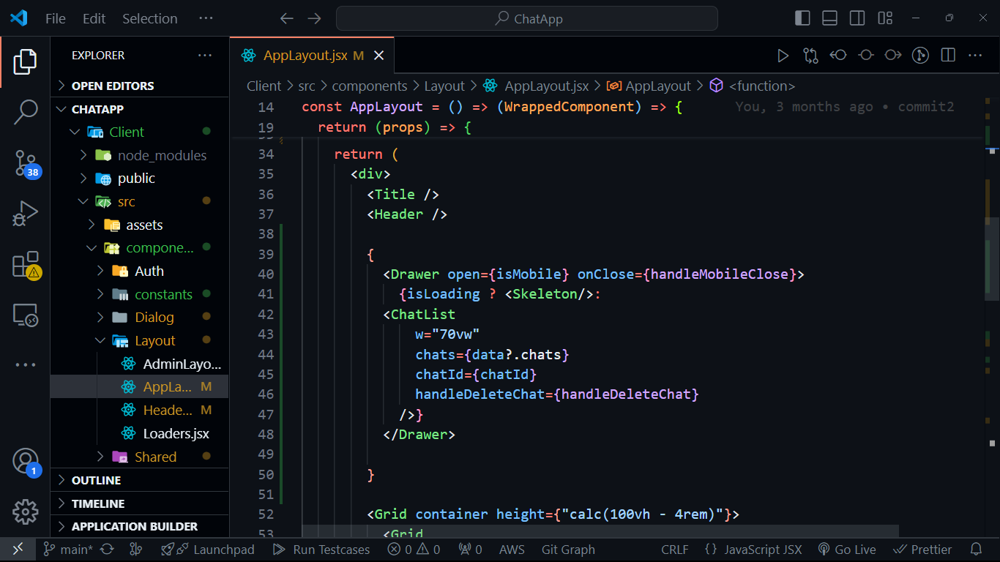 File Edit Selection ··· ChatApp
EXPLORER ···
OPEN EDITORS
CHATAPP
Client
node_modules
public
src
assets
compone...
Auth
constants
Dialog
Layout
AdminLayo...
AppLa... M
Heade... M
Loaders.jsx
Shared
OUTLINE
TIMELINE
APPLICATION BUILDER
38
1
AppLayout.jsx M
Client > src > components > Layout > AppLayout.jsx > AppLayout > <function>
14 const AppLayout = () => (WrappedComponent) => { You, 3 months ago • commit2
19 return (props) => {
34 return (
35 <div>
36 <Title />
37 <Header />
38
39 {
40 <Drawer open={isMobile} onClose={handleMobileClose}>
41 {isLoading ? <Skeleton/>:
42 <ChatList
43 w="70vw"
44 chats={data?.chats}
45 chatId={chatId}
46 handleDeleteChat={handleDeleteChat}
47 />}
48 </Drawer>
49
50 }
51
52 <Grid container height={"calc(100vh - 4rem)"}>
53 <Grid
main* Launchpad Run Testcases 0 0 0 AWS Git Graph CRLF {} JavaScript JSX Go Live Prettier